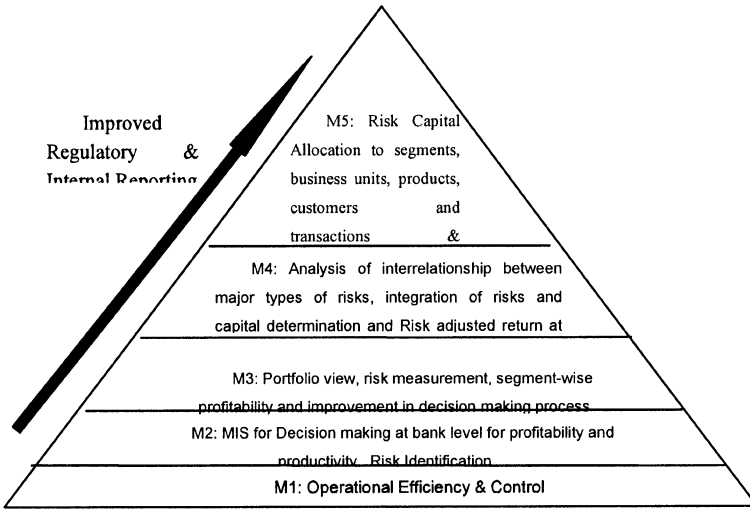 Improved
Regulatory &
Internal Reporting
M5: Risk Capital
Allocation to segments,
business units, products,
customers and
transactions &
M4: Analysis of interrelationship between
major types of risks, integration of risks and
capital determination and Risk adjusted return at
M3: Portfolio view, risk measurement, segment-wise
profitability and improvement in decision making process
M2: MIS for Decision making at bank level for profitability and
productivity, Risk Identification
M1: Operational Efficiency & Control